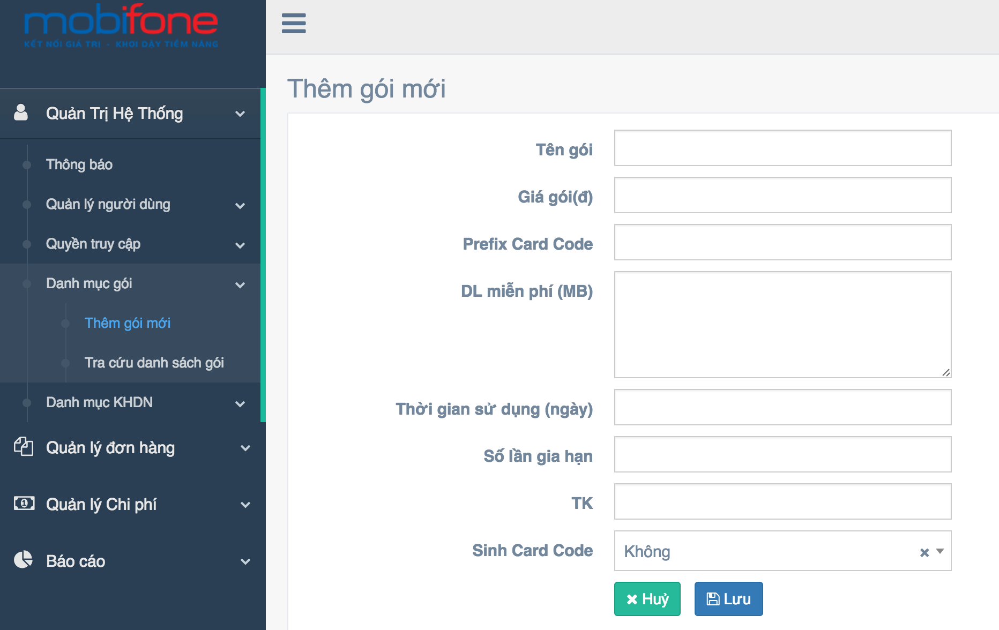 mobifone
KẾT NỐI GIÁ TRỊ - KHƠI DẬY TIỀM NĂNG
Quản Trị Hệ Thống
Thông báo
Quản lý người dùng
Quyền truy cập
Danh mục gói
Thêm gói mới
Tra cứu danh sách gói
Danh mục KHDN
Quản lý đơn hàng
Quản lý Chi phí
Báo cáo
Thêm gói mới
Tên gói
Giá gói(đ)
Prefix Card Code
DL miễn phí (MB)
Thời gian sử dụng (ngày)
Số lần gia hạn
TK
Sinh Card Code
Không
Huỷ
Lưu